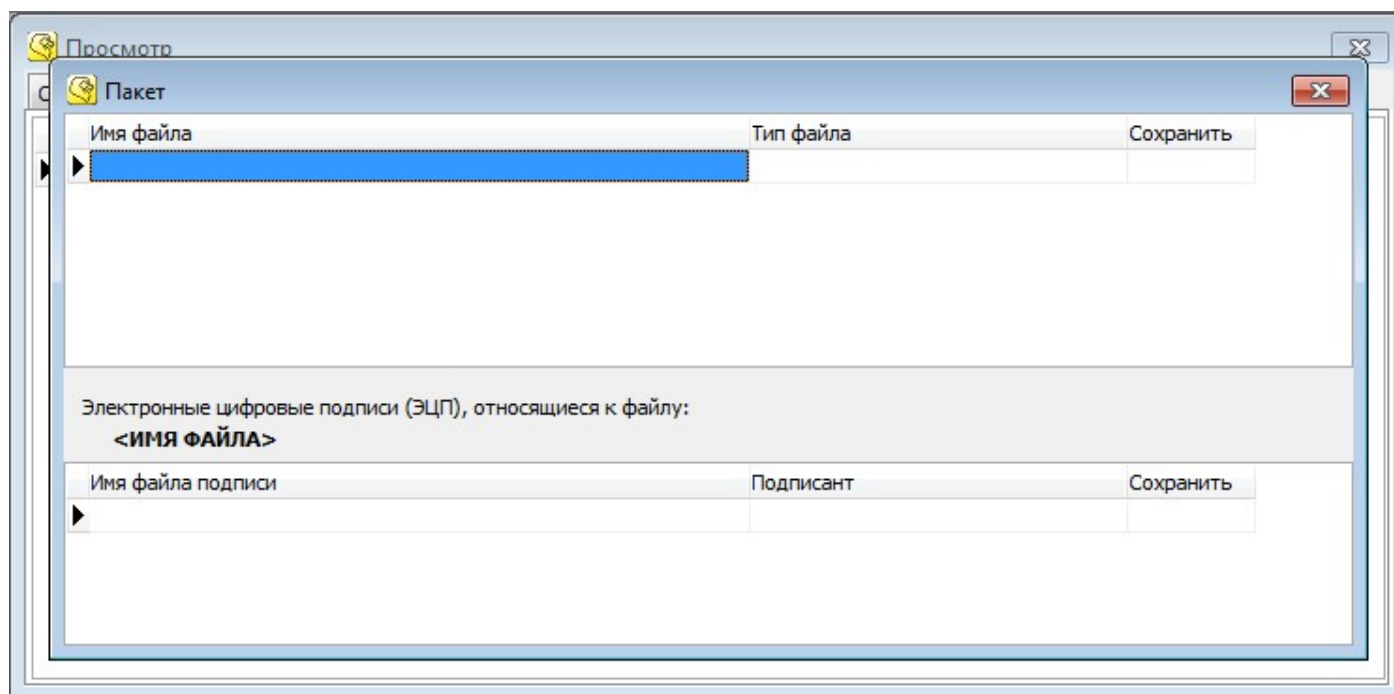 Просмотр
С
Пакет
Имя файла Тип файла Сохранить
Электронные цифровые подписи (ЭЦП), относящиеся к файлу:
<ИМЯ ФАЙЛА>
Имя файла подписи Подписант Сохранить